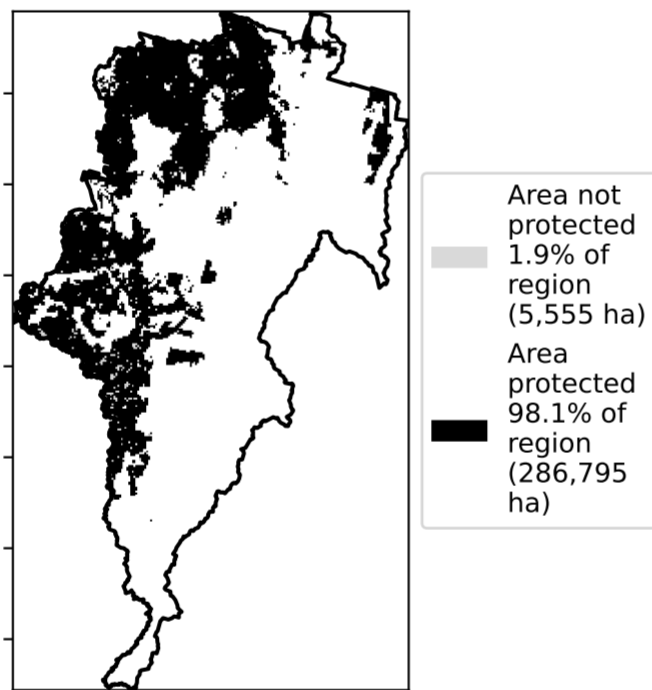 Area not
protected
1.9% of
region
(5,555 ha)
Area
protected
98.1% of
region
(286,795
ha)